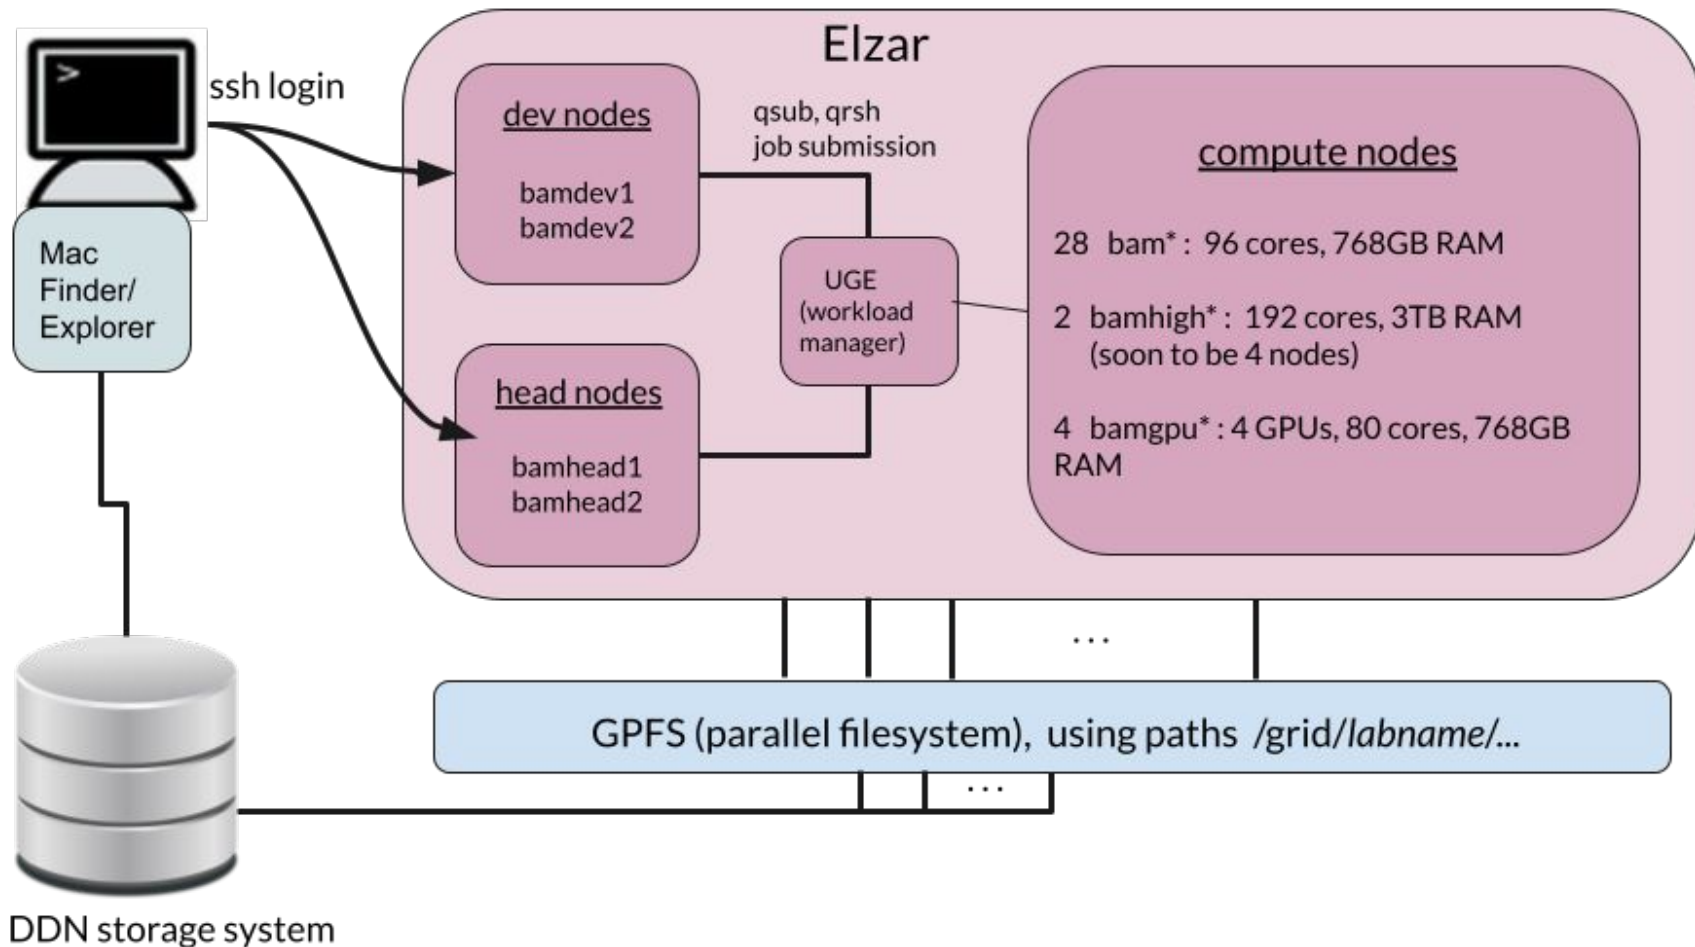 Elzar
>
ssh login
Mac
Finder/
Explorer
dev nodes
bamdev1
bamdev2
qsub, qrsh
job submission
UGE
(workload
manager)
head nodes
bamhead1
bamhead2
compute nodes
28 bam* : 96 cores, 768GB RAM
2 bamhigh* : 192 cores, 3TB RAM
(soon to be 4 nodes)
4 bamgpu* : 4 GPUs, 80 cores, 768GB
RAM
...
GPFS (parallel filesystem), using paths /grid/labname/...
...
DDN storage system